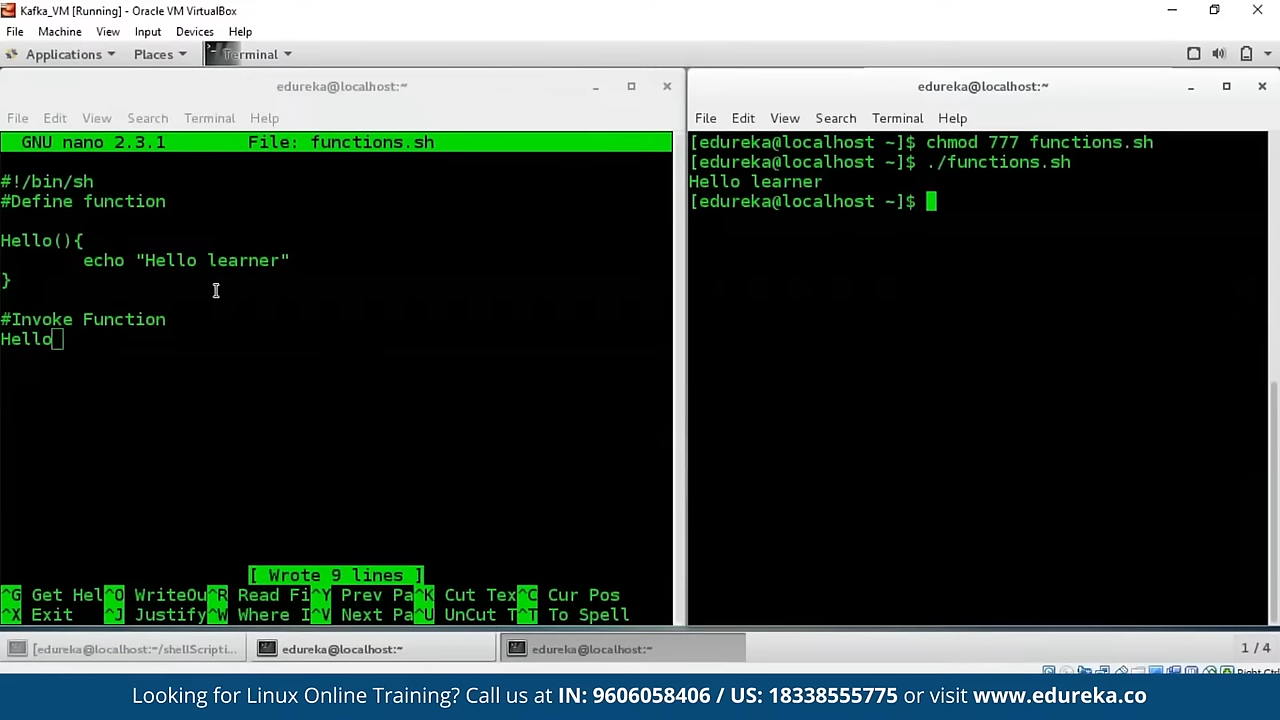 Kafka_VM [Running] - Oracle VM VirtualBox
File Machine View Input Devices Help
Applications Places Terminal
edureka@localhost:~
File Edit View Search Terminal Help
GNU nano 2.3.1 File: functions.sh
#!/bin/sh
#Define function
Hello(){
echo "Hello learner"
}
#Invoke Function
Hello
[ Wrote 9 lines ]
^G Get Hel^O WriteOu^R Read Fi^Y Prev Pa^K Cut Tex^C Cur Pos
^X Exit ^J Justify^W Where I^V Next Pa^U UnCut T^T To Spell
edureka@localhost:~
File Edit View Search Terminal Help
[edureka@localhost ~]$ chmod 777 functions.sh
[edureka@localhost ~]$ ./functions.sh
Hello learner
[edureka@localhost ~]$
[edureka@localhost:~/shellScripti... edureka@localhost:~ edureka@localhost:~ 1 / 4
Right Ctrl
Looking for Linux Online Training? Call us at IN: 9606058406 / US: 18338555775 or visit www.edureka.co